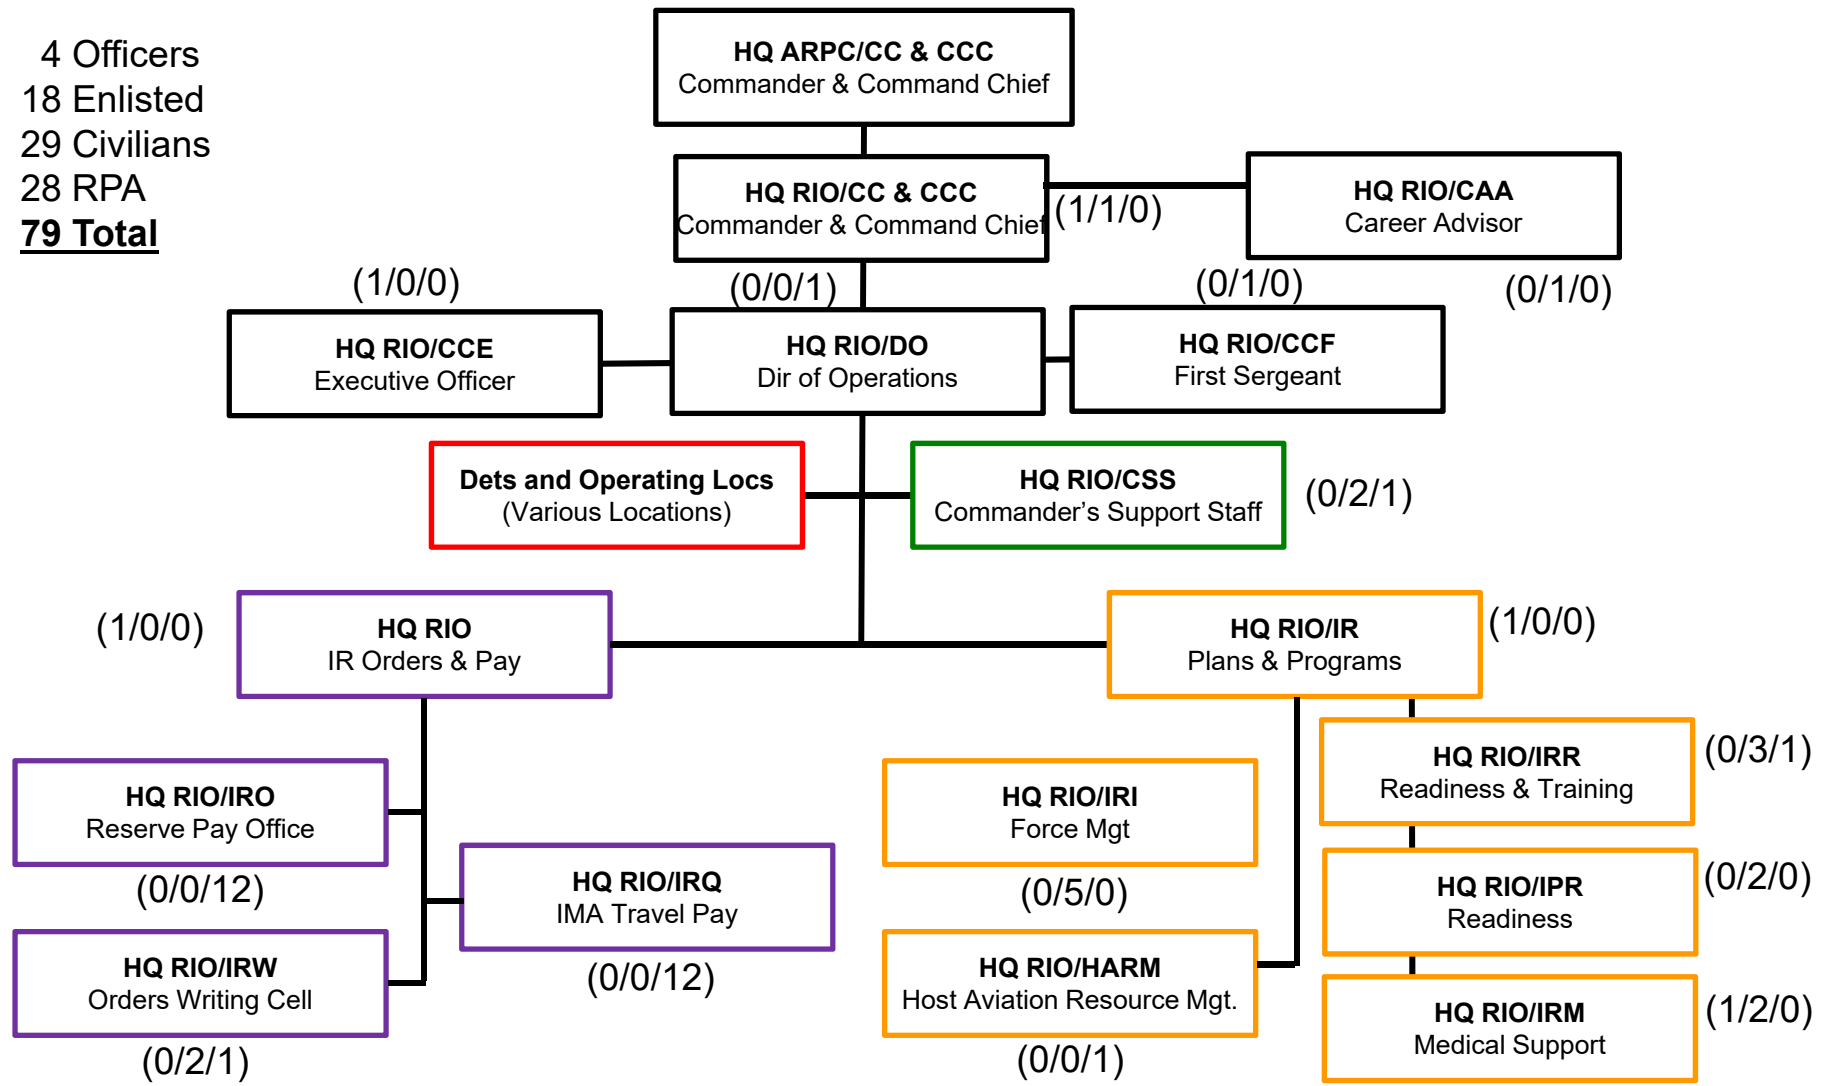 4 Officers
18 Enlisted
29 Civilians
28 RPA
79 Total
HQ ARPC/CC & CCC
Commander & Command Chief
HQ RIO/CC & CCC
Commander & Command Chief
(1/1/0)
HQ RIO/CAA
Career Advisor
(0/1/0)
(1/0/0)
HQ RIO/CCE
Executive Officer
(0/0/1)
HQ RIO/DO
Dir of Operations
(0/1/0)
HQ RIO/CCF
First Sergeant
Dets and Operating Locs
(Various Locations)
HQ RIO/CSS
Commander’s Support Staff
(0/2/1)
(1/0/0)
HQ RIO
IR Orders & Pay
HQ RIO/IR
Plans & Programs
(1/0/0)
HQ RIO/IRO
Reserve Pay Office
(0/0/12)
HQ RIO/IRQ
IMA Travel Pay
(0/0/12)
HQ RIO/IRW
Orders Writing Cell
(0/2/1)
HQ RIO/IRI
Force Mgt
(0/5/0)
HQ RIO/HARM
Host Aviation Resource Mgt.
(0/0/1)
HQ RIO/IRR
Readiness & Training
(0/3/1)
HQ RIO/IPR
Readiness
(0/2/0)
HQ RIO/IRM
Medical Support
(1/2/0)